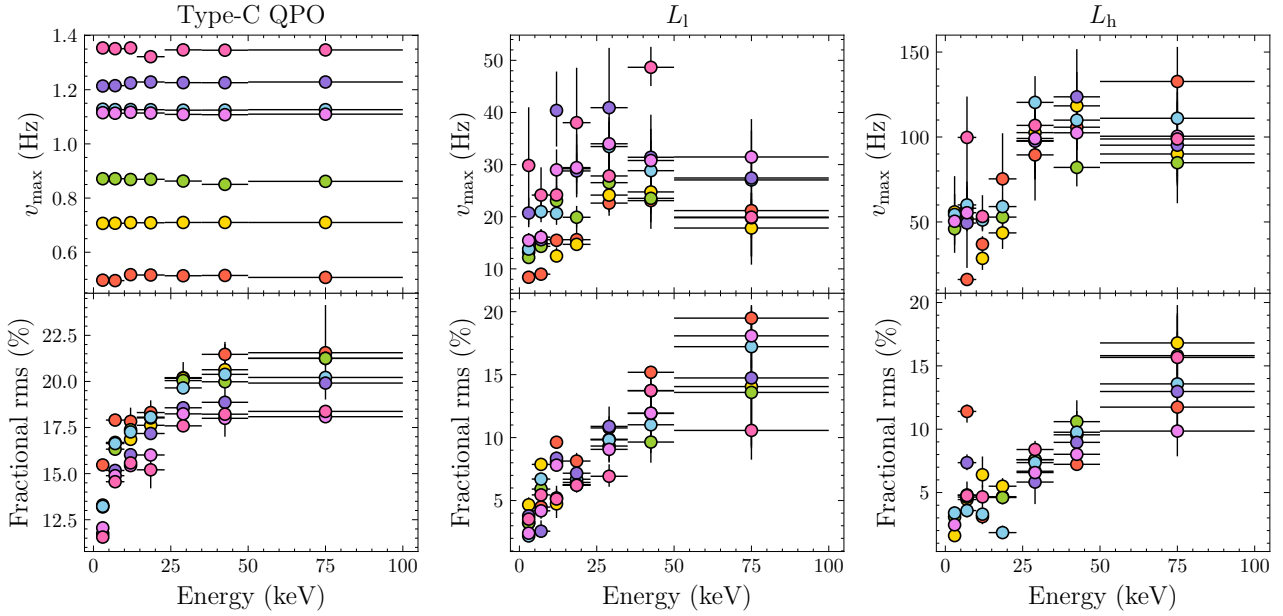 Type-C QPO
L_l
L_h
ν_max (Hz)
1.4
1.2
1.0
0.8
0.6
ν_max (Hz)
50
40
30
20
10
ν_max (Hz)
150
100
50
Fractional rms (%)
22.5
20.0
17.5
15.0
12.5
0 25 50 75 100
Energy (keV)
Fractional rms (%)
20
15
10
5
0 25 50 75 100
Energy (keV)
Fractional rms (%)
20
15
10
5
0
0 25 50 75 100
Energy (keV)